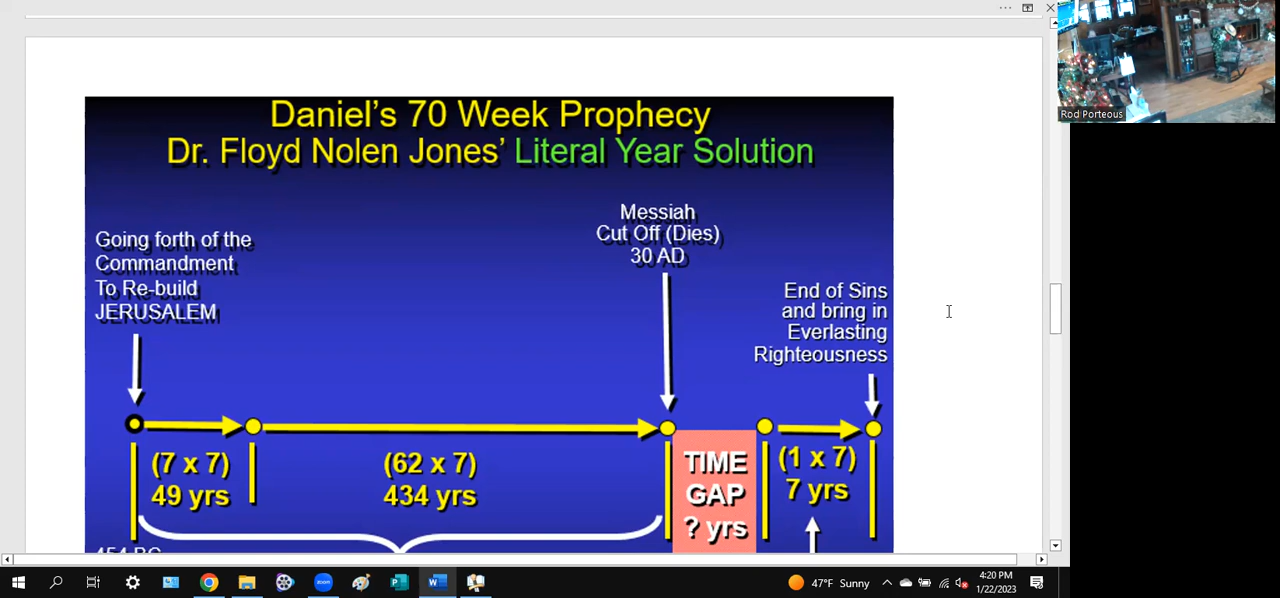 Rod Porteous
Daniel's 70 Week Prophecy
Dr. Floyd Nolen Jones' Literal Year Solution
Going forth of the
Commandment
To Re-build
JERUSALEM
Messiah
Cut Off (Dies)
30 AD
End of Sins
and bring in
Everlasting
Righteousness
(7 x 7)
49 yrs
(62 x 7)
434 yrs
TIME
GAP
? yrs
(1 x 7)
7 yrs
454 BC
47°F Sunny
4:20 PM
1/22/2023